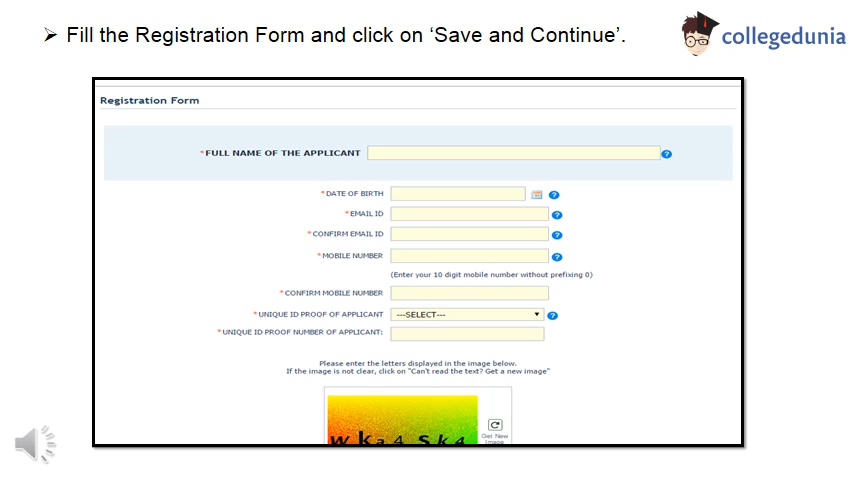 ➢ Fill the Registration Form and click on ‘Save and Continue’.
collegedunia
Registration Form
*FULL NAME OF THE APPLICANT ?
*DATE OF BIRTH ?
*EMAIL ID ?
*CONFIRM EMAIL ID ?
*MOBILE NUMBER ?
(Enter your 10 digit mobile number without prefixing 0)
*CONFIRM MOBILE NUMBER
*UNIQUE ID PROOF OF APPLICANT ---SELECT--- ?
*UNIQUE ID PROOF NUMBER OF APPLICANT:
Please enter the letters displayed in the image below.
If the image is not clear, click on "Can't read the text? Get a new image"
wka4sk4
Get New
Image